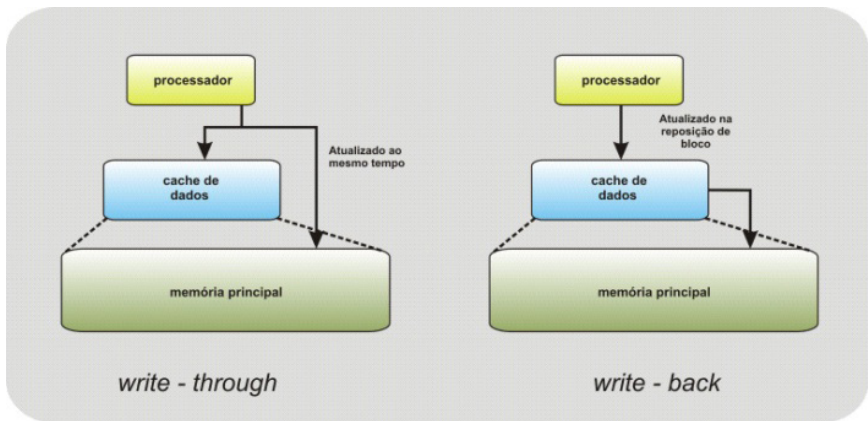 processador
Atualizado ao
mesmo tempo
cache de
dados
memória principal
write - through
processador
Atualizado na
reposição de
bloco
cache de
dados
memória principal
write - back